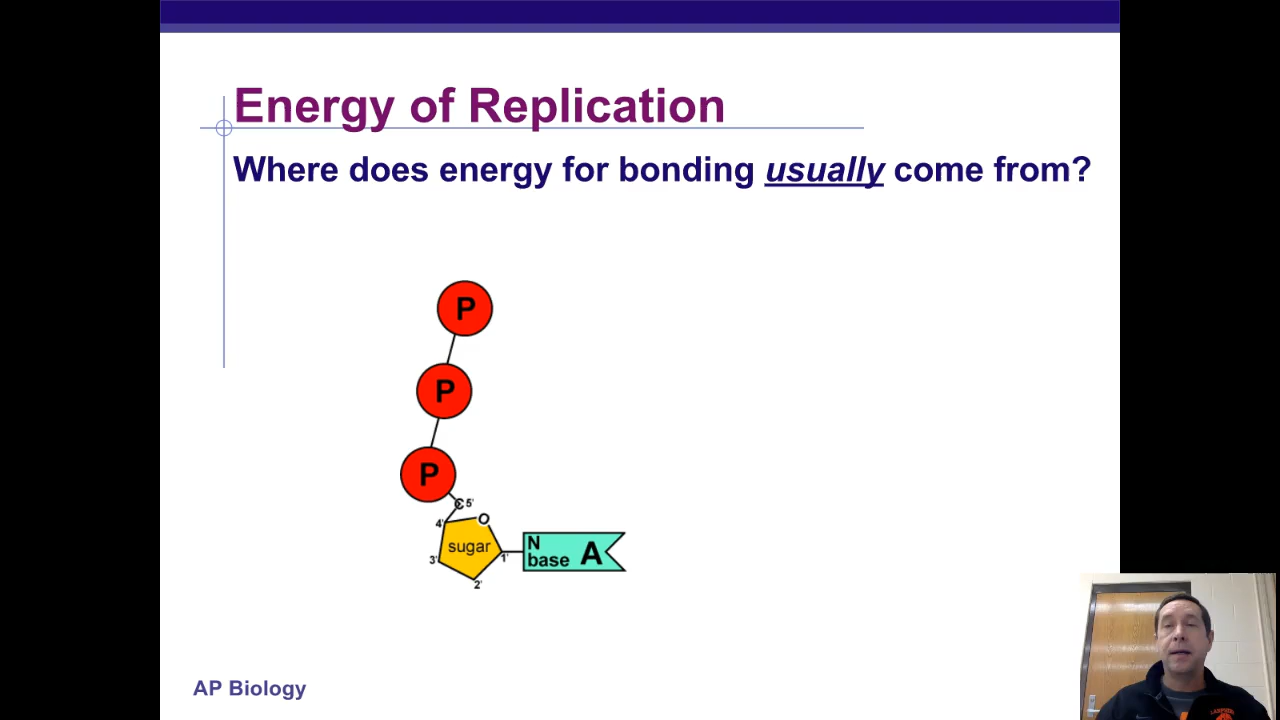 Energy of Replication
Where does energy for bonding usually come from?
P
P
P
C 5'
4' O
sugar
3' 1'
2'
N
base A
AP Biology